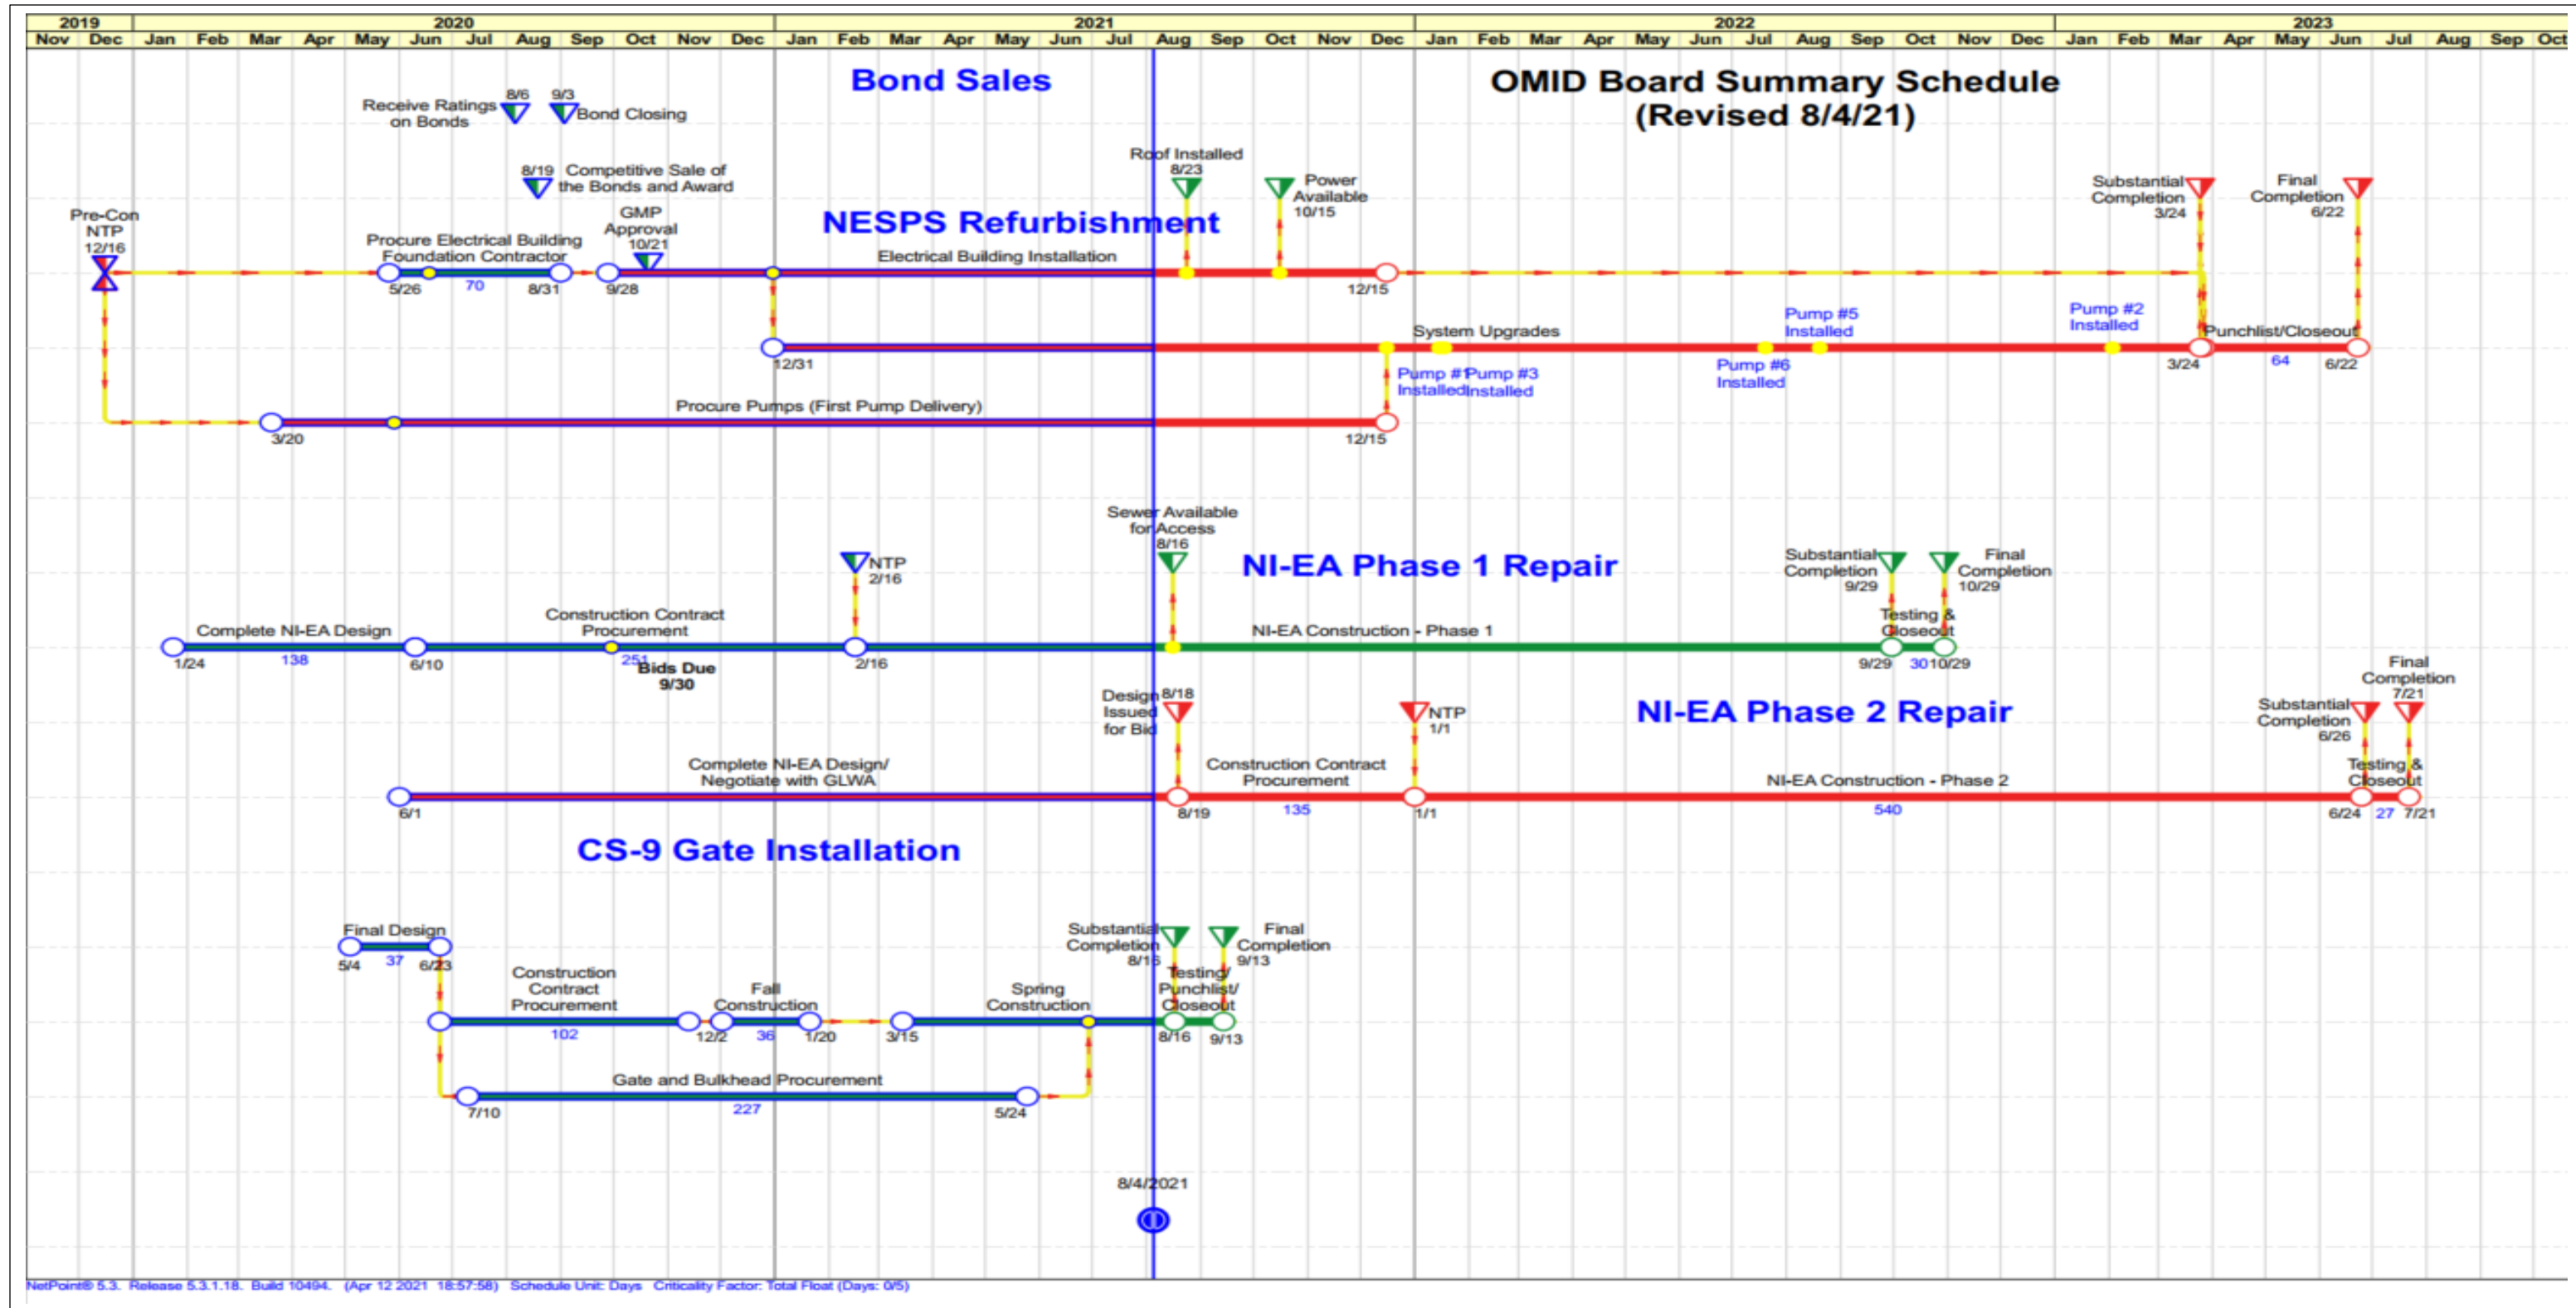 2019 2020 2021 2022 2023
Nov Dec Jan Feb Mar Apr May Jun Jul Aug Sep Oct Nov Dec Jan Feb Mar Apr May Jun Jul Aug Sep Oct Nov Dec Jan Feb Mar Apr May Jun Jul Aug Sep Oct Nov Dec Jan Feb Mar Apr May Jun Jul Aug Sep Oct
Bond Sales
OMID Board Summary Schedule
(Revised 8/4/21)
8/6
Receive Ratings
on Bonds
9/3
Bond Closing
8/19
Competitive Sale of
the Bonds and Award
NESPS Refurbishment
Pre-Con
NTP
12/16
Procure Electrical Building
Foundation Contractor
5/26
70
8/31
GMP
Approval
10/21
9/28
Electrical Building Installation
Roof Installed
8/23
Power
Available
10/15
12/15
Substantial
Completion
3/24
Final
Completion
6/22
12/31
System Upgrades
Pump #1
Installed
Pump #3
Installed
Pump #6
Installed
Pump #5
Installed
Pump #2
Installed
3/24
Punchlist/Closeout
64
6/22
Procure Pumps (First Pump Delivery)
3/20
12/15
NI-EA Phase 1 Repair
Complete NI-EA Design
1/24
138
6/10
Construction Contract
Procurement
251
Bids Due
9/30
NTP
2/16
2/16
Sewer Available
for Access
8/16
NI-EA Construction - Phase 1
Substantial
Completion
9/29
Final
Completion
10/29
Testing &
Closeout
9/29
30
10/29
NI-EA Phase 2 Repair
Complete NI-EA Design/
Negotiate with GLWA
6/1
Design
Issued
for Bid
8/18
8/19
Construction Contract
Procurement
135
NTP
1/1
1/1
NI-EA Construction - Phase 2
540
Substantial
Completion
6/26
Final
Completion
7/21
Testing &
Closeout
6/24
27
7/21
CS-9 Gate Installation
Final Design
5/4
37
6/23
Construction
Contract
Procurement
102
Fall
Construction
12/2
36
1/20
Spring
Construction
3/15
Substantial
Completion
8/16
Final
Completion
9/13
Testing/
Punchlist/
Closeout
8/16
9/13
Gate and Bulkhead Procurement
7/10
227
5/24
8/4/2021
NetPoint® 5.3. Release 5.3.1.18. Build 10494. (Apr 12 2021 18:57:58) Schedule Unit: Days Criticality Factor: Total Float (Days: 0/5)